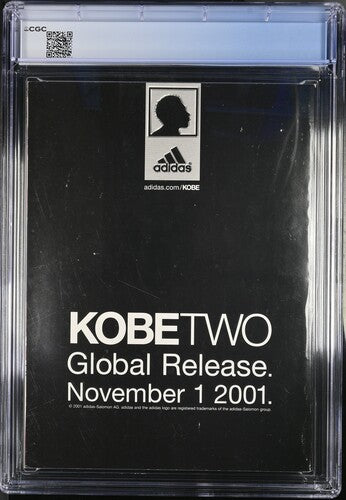 CGC
adidas
adidas.com/KOBE
KOBETWO
Global Release.
November 1 2001.
© 2001 adidas-Salomon AG. adidas and the adidas logo are registered trademarks of the adidas-Salomon group.